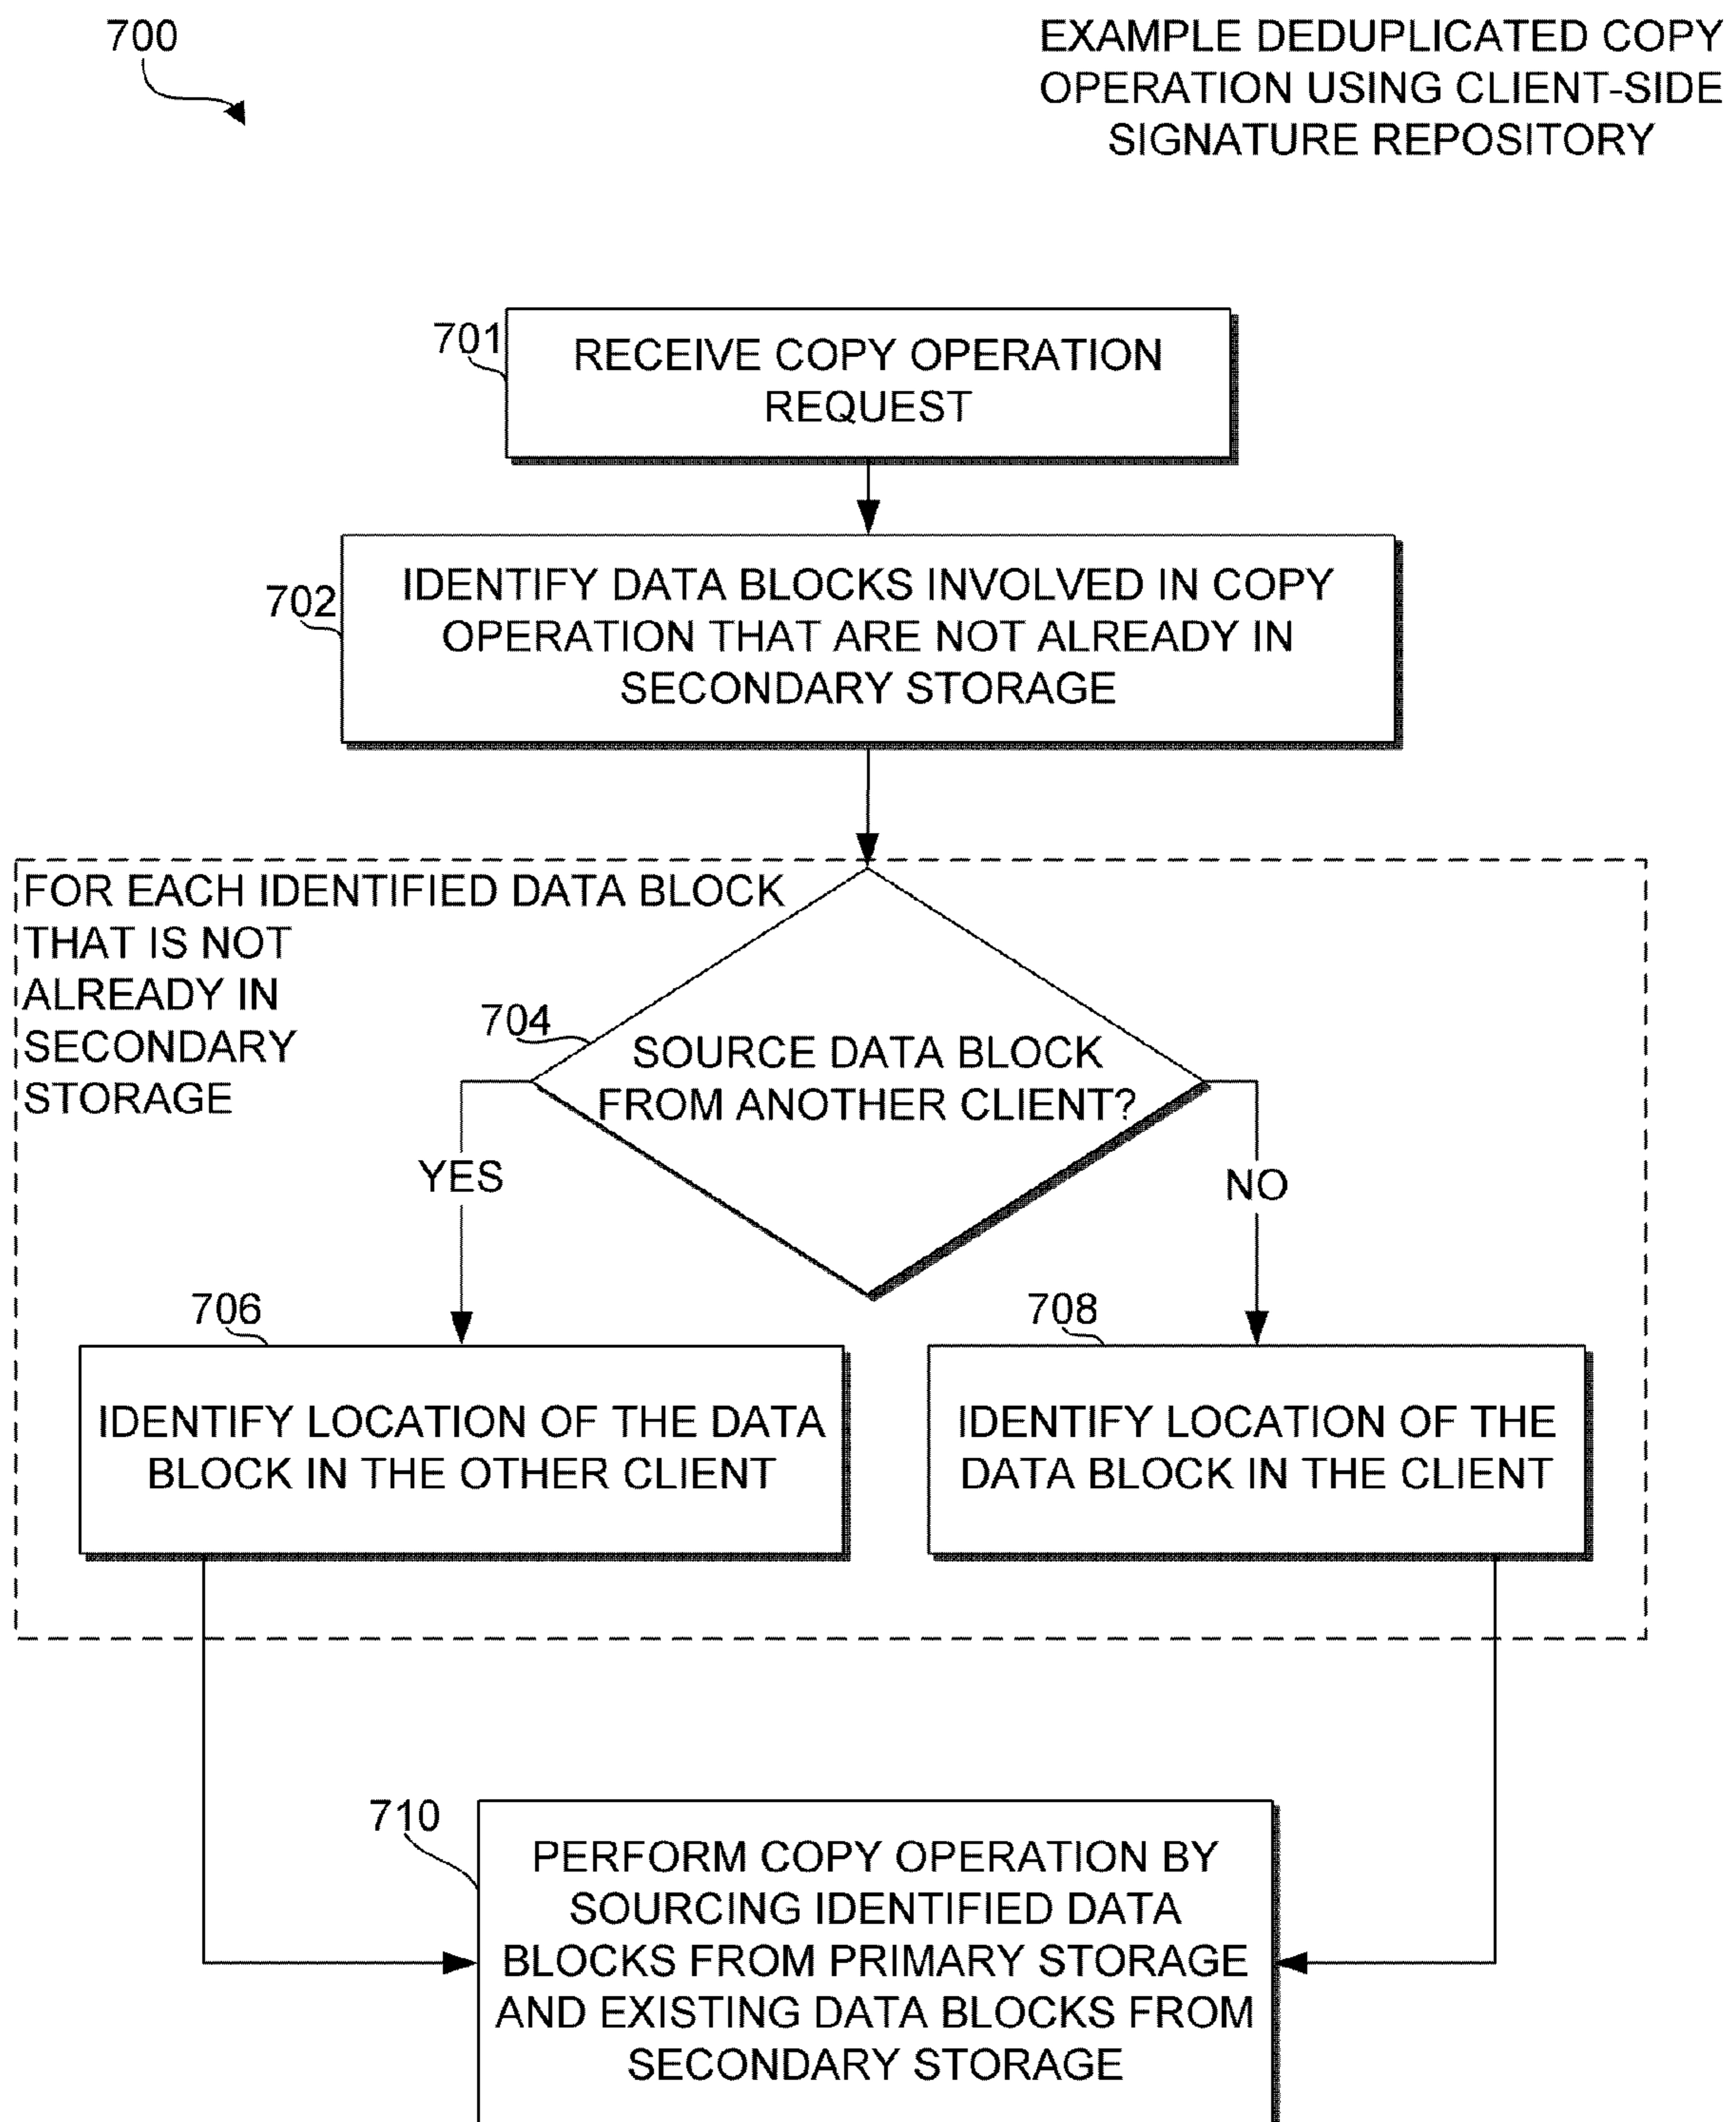 700
EXAMPLE DEDUPLICATED COPY
OPERATION USING CLIENT-SIDE
SIGNATURE REPOSITORY
701
RECEIVE COPY OPERATION
REQUEST
702
IDENTIFY DATA BLOCKS INVOLVED IN COPY
OPERATION THAT ARE NOT ALREADY IN
SECONDARY STORAGE
FOR EACH IDENTIFIED DATA BLOCK
THAT IS NOT
ALREADY IN
SECONDARY
STORAGE
704
SOURCE DATA BLOCK
FROM ANOTHER CLIENT?
YES
NO
706
IDENTIFY LOCATION OF THE DATA
BLOCK IN THE OTHER CLIENT
708
IDENTIFY LOCATION OF THE
DATA BLOCK IN THE CLIENT
710
PERFORM COPY OPERATION BY
SOURCING IDENTIFIED DATA
BLOCKS FROM PRIMARY STORAGE
AND EXISTING DATA BLOCKS FROM
SECONDARY STORAGE